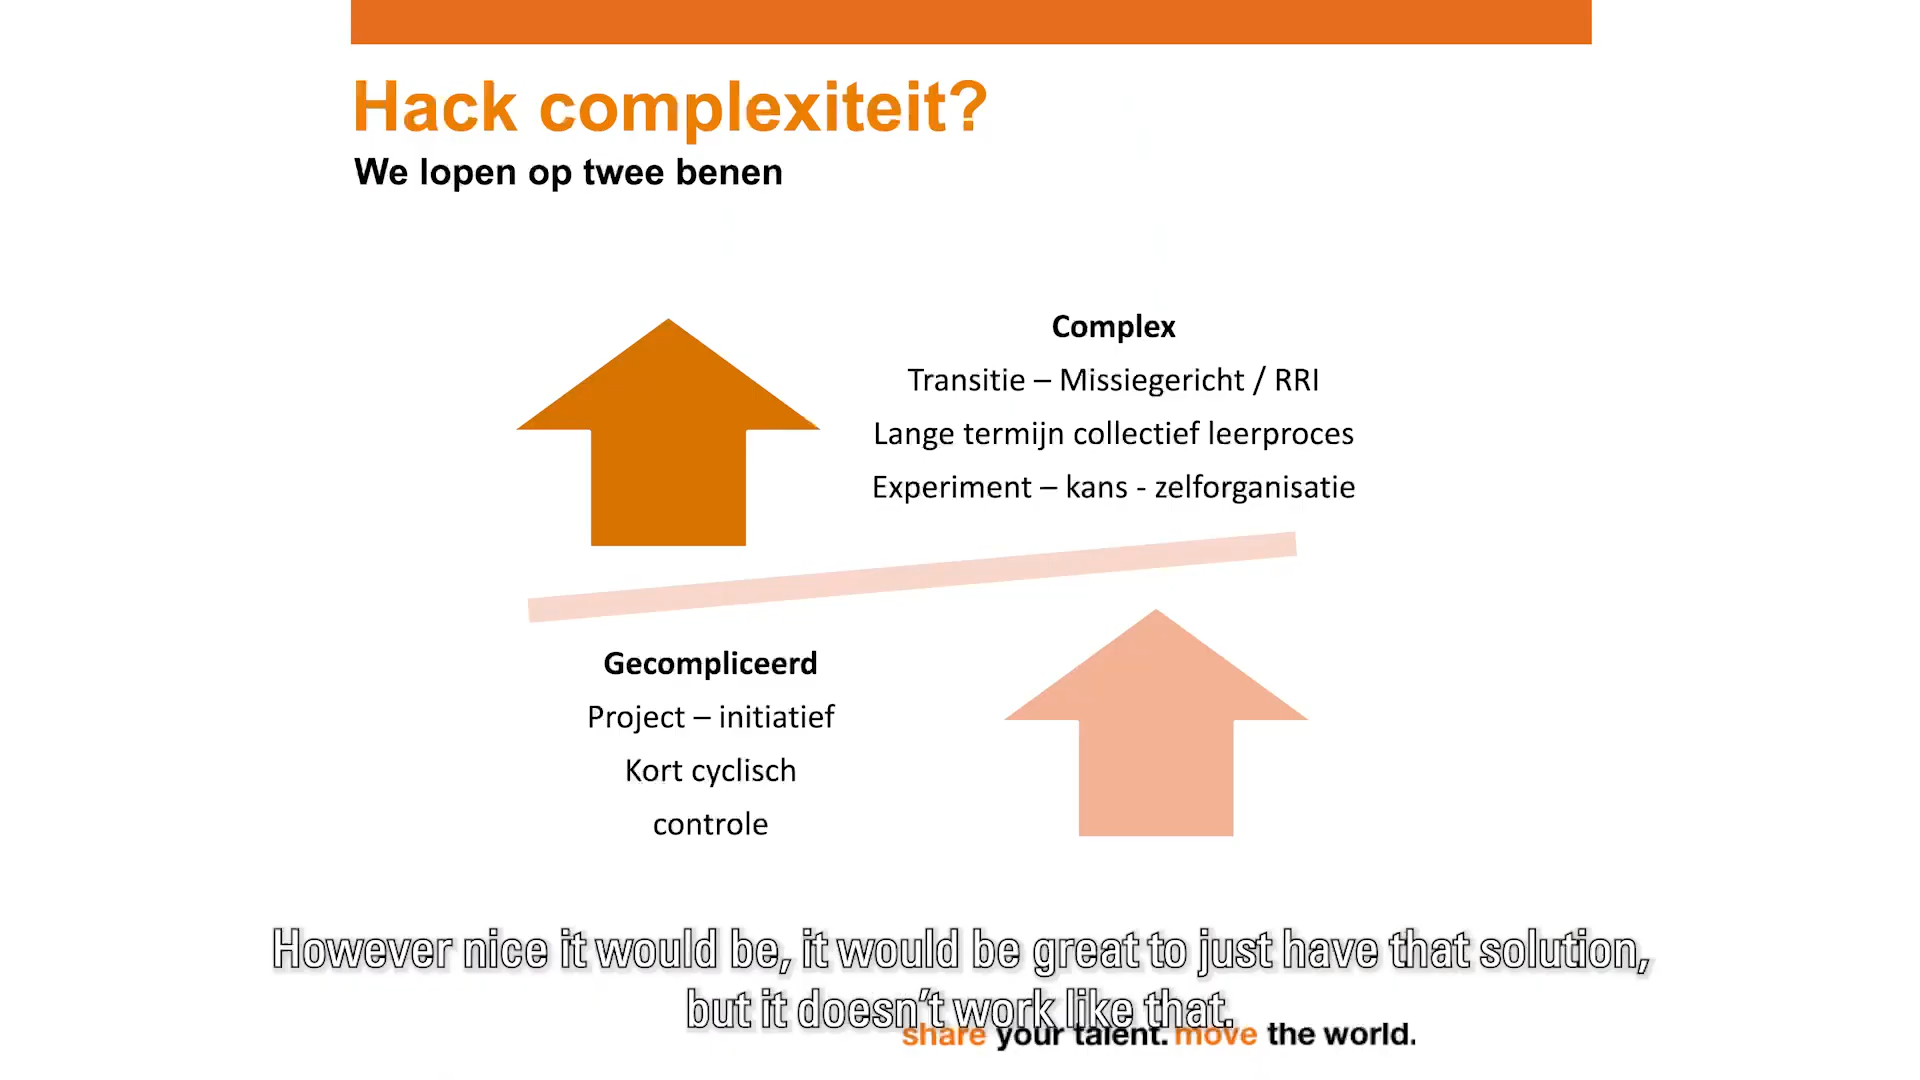 Hack complexiteit?
We lopen op twee benen
Complex
Transitie – Missiegericht / RRI
Lange termijn collectief leerproces
Experiment – kans - zelforganisatie
Gecompliceerd
Project – initiatief
Kort cyclisch
controle
However nice it would be, it would be great to just have that solution,
but it doesn't work like that.
share your talent. move the world.